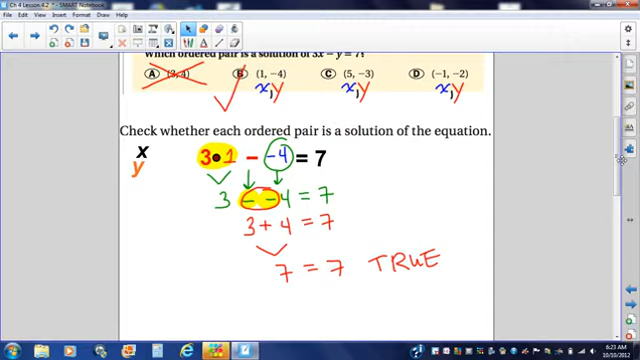 Ch 4 Lesson 4.2 * - SMART Notebook
File Edit View Insert Format Tools Draw Help
Which ordered pair is a solution of 3x − y = 7?
A (3, 4) B (1, −4) C (5, −3) D (−1, −2)
x, y x, y x, y
Check whether each ordered pair is a solution of the equation.
x
y
3•1 − −4 = 7
3 − −4 = 7
3 + 4 = 7
7 = 7 TRUE
6:23 AM
10/10/2012